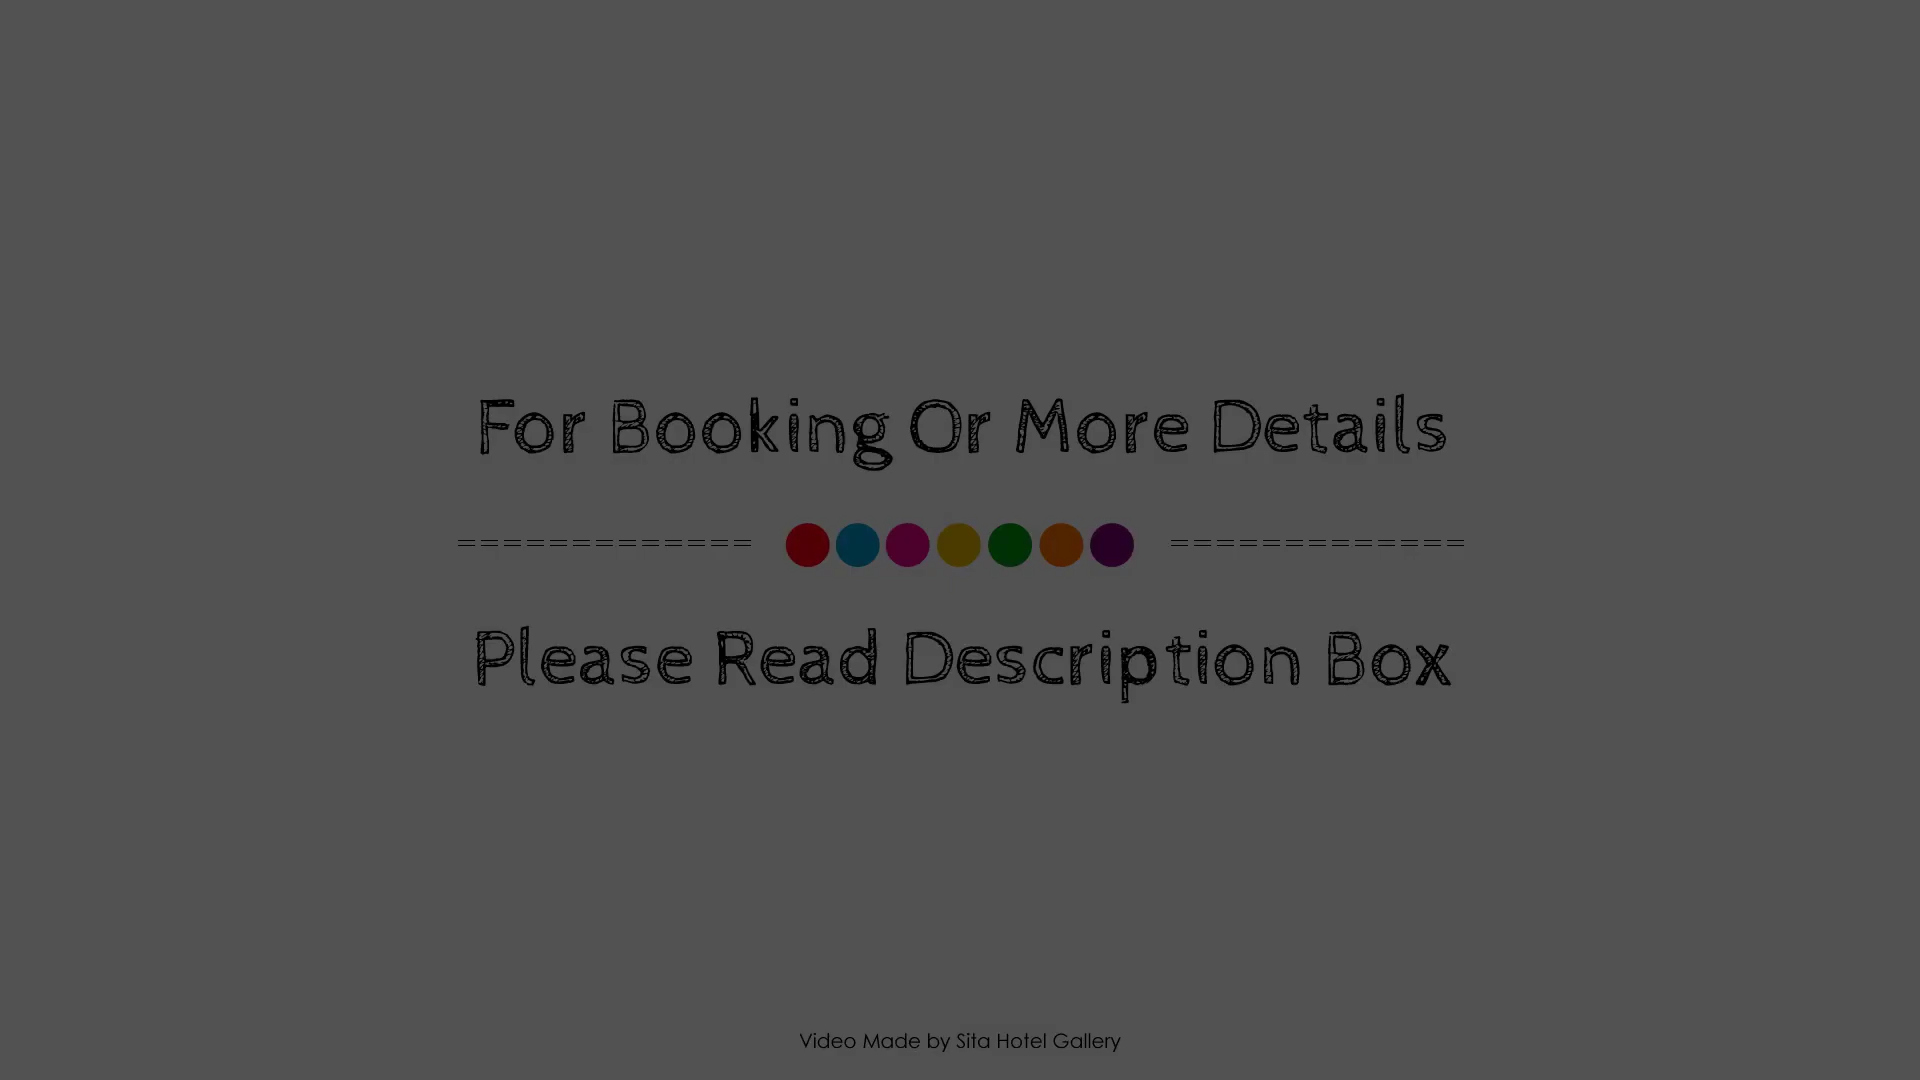 For Booking Or More Details
============= =============
Please Read Description Box
Video Made by Sita Hotel Gallery